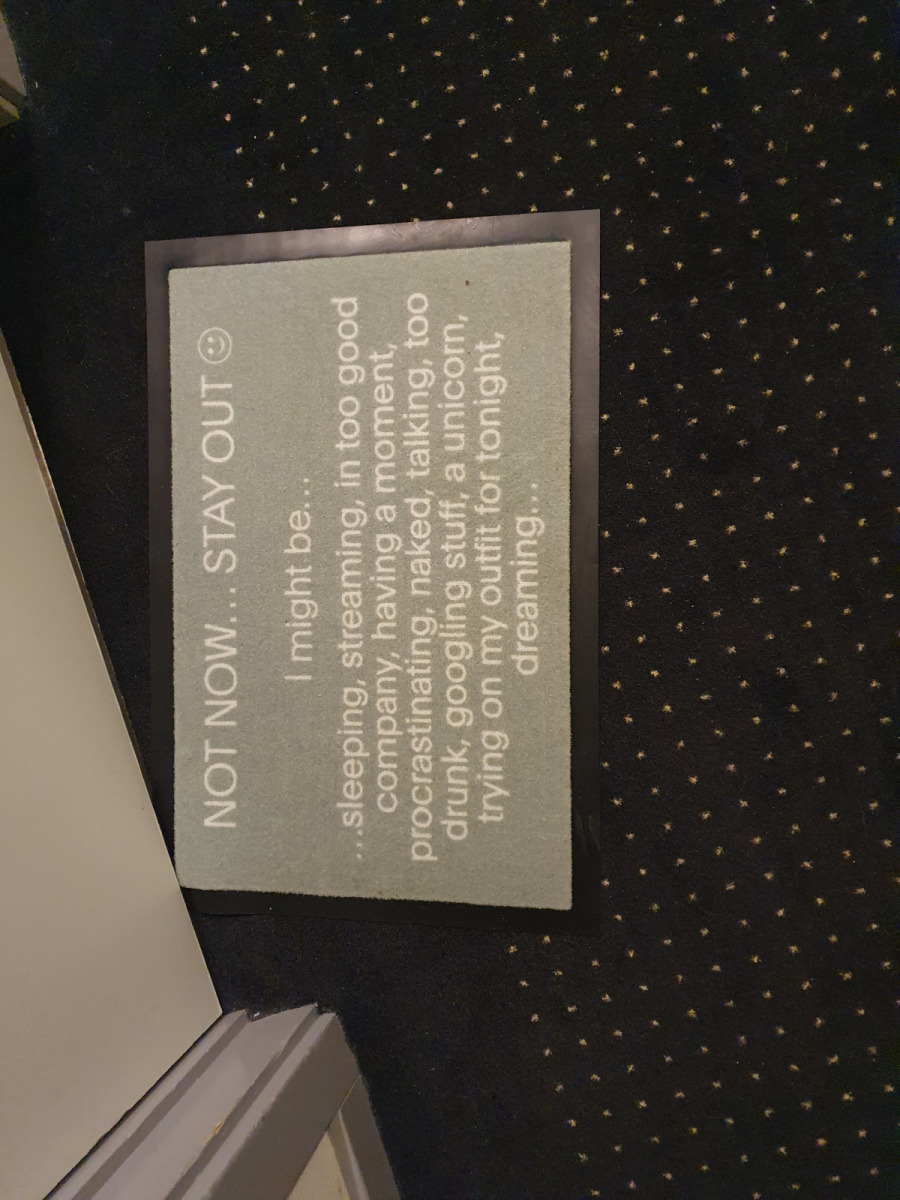 NOT NOW... STAY OUT ☺
I might be...
...sleeping, streaming, in too good
company, having a moment,
procrastinating, naked, talking, too
drunk, googling stuff, a unicorn,
trying on my outfit for tonight,
dreaming...